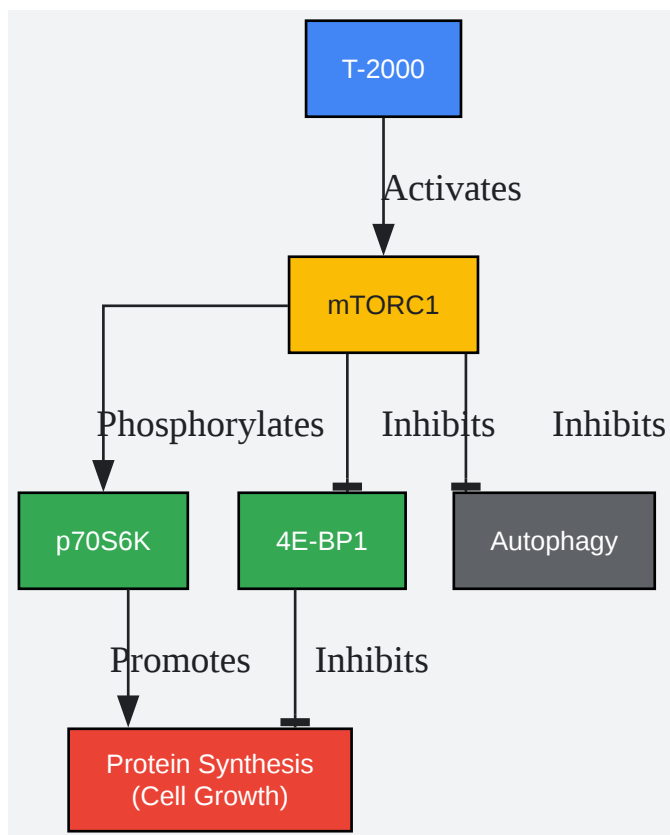 T-2000
Activates
mTORC1
Phosphorylates
Inhibits
Inhibits
p70S6K
4E-BP1
Autophagy
Promotes
Inhibits
Protein Synthesis
(Cell Growth)